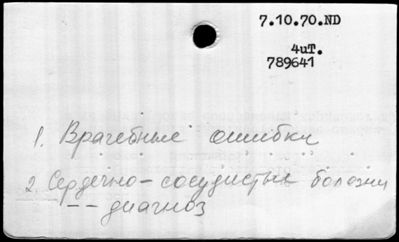 7.10.70.ND
4uT.
789641
1. Врачебные ошибки
2. Сердечно-сосудистые болезни
-- диагноз